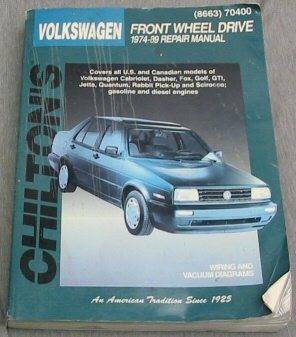 (8663) 70400
VOLKSWAGEN
FRONT WHEEL DRIVE
1974-89 REPAIR MANUAL
Covers all U.S. and Canadian models of
Volkswagen Cabriolet, Dasher, Fox, Golf, GTI,
Jetta, Quantum, Rabbit Pick-Up and Scirocco;
gasoline and diesel engines
CHILTON'S
WIRING AND
VACUUM DIAGRAMS
An American Tradition Since 1925